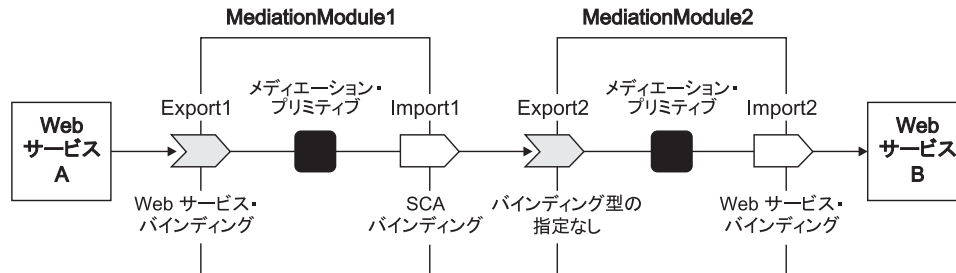 MediationModule1
MediationModule2
メディエーション・
プリミティブ
メディエーション・
プリミティブ
Export1
Import1
Export2
Import2
Web
サービス
A
Web
サービス
B
Web サービス・
バインディング
SCA
バインディング
バインディング型の
指定なし
Web サービス・
バインディング